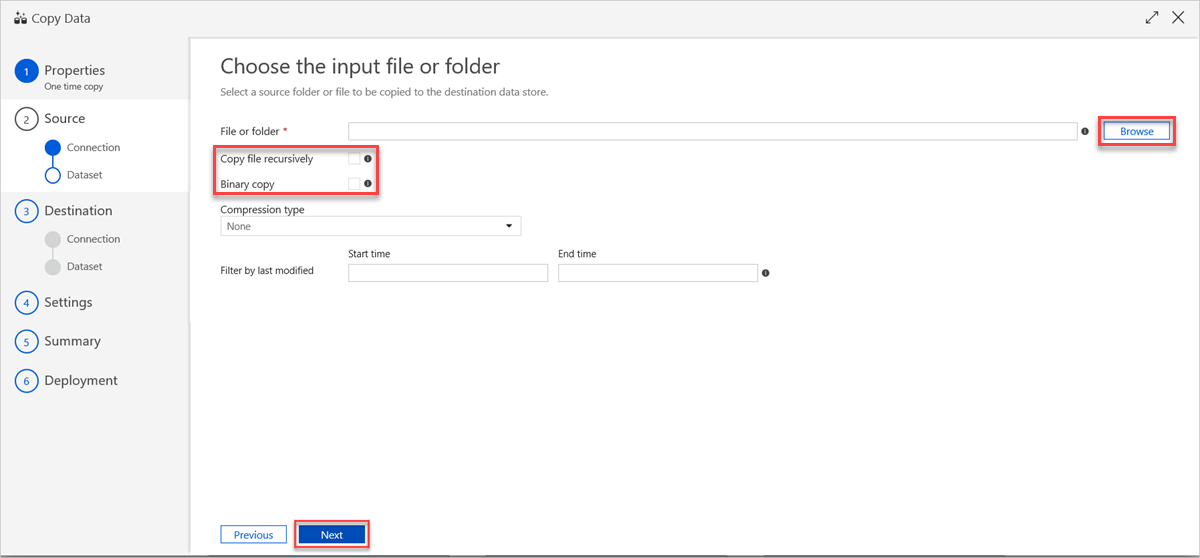 Copy Data
1 Properties
One time copy
2 Source
Connection
Dataset
3 Destination
Connection
Dataset
4 Settings
5 Summary
6 Deployment
Choose the input file or folder
Select a source folder or file to be copied to the destination data store.
File or folder *
Browse
Copy file recursively
Binary copy
Compression type
None
Start time End time
Filter by last modified
Previous Next